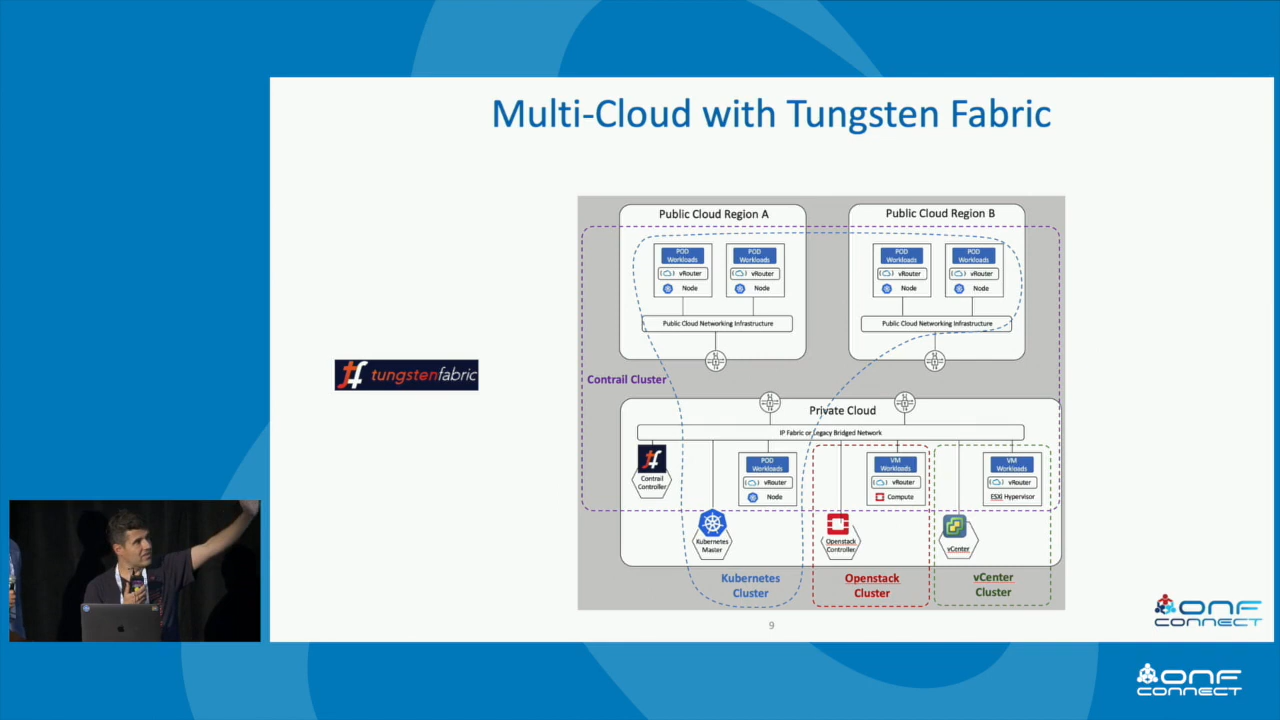 Multi-Cloud with Tungsten Fabric
tungstenfabric
Public Cloud Region A
Public Cloud Region B
POD
Workloads
vRouter
Node
POD
Workloads
vRouter
Node
POD
Workloads
vRouter
Node
POD
Workloads
vRouter
Node
Public Cloud Networking Infrastructure
Public Cloud Networking Infrastructure
Contrail Cluster
Private Cloud
IP Fabric or Legacy Bridged Network
Contrail
Controller
POD
Workloads
vRouter
Node
VM
Workloads
vRouter
Compute
VM
Workloads
vRouter
ESXi Hypervisor
Kubernetes
Master
Openstack
Controller
vCenter
Kubernetes
Cluster
Openstack
Cluster
vCenter
Cluster
9
ONF
CONNECT
ONF
CONNECT